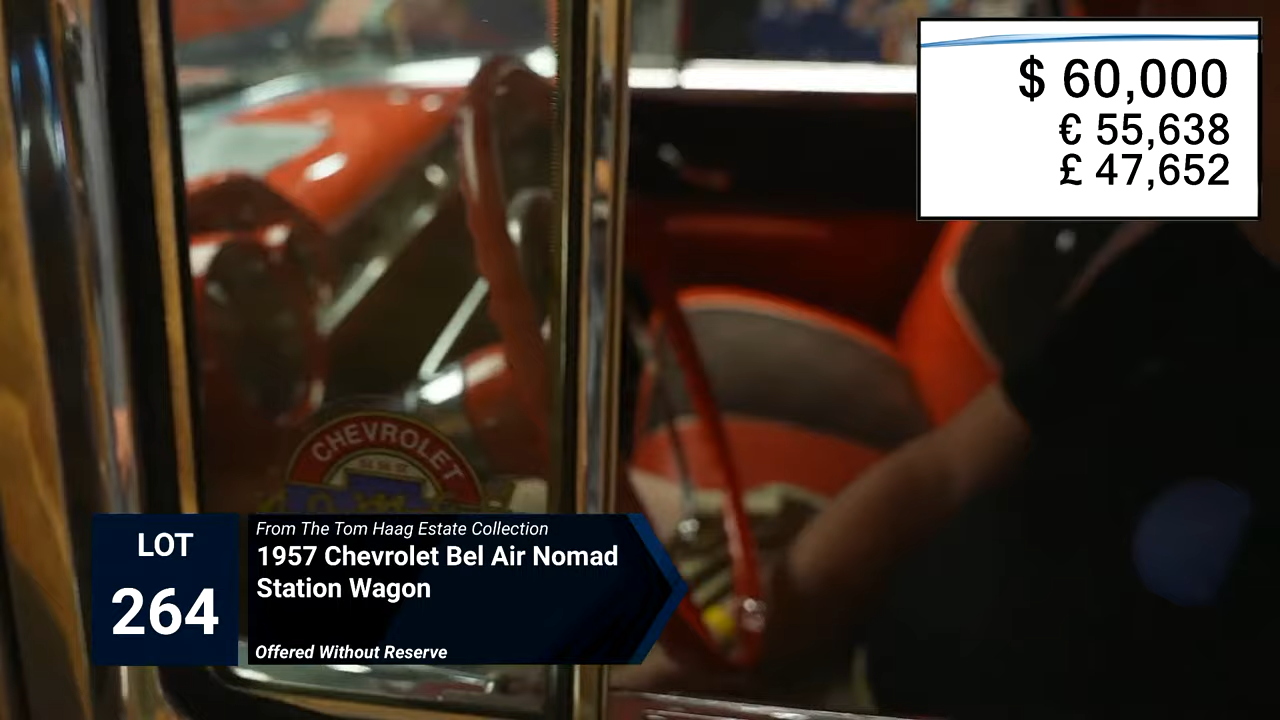 $ 60,000
€ 55,638
£ 47,652
CHEVROLET
LOT
264
From The Tom Haag Estate Collection
1957 Chevrolet Bel Air Nomad
Station Wagon
Offered Without Reserve